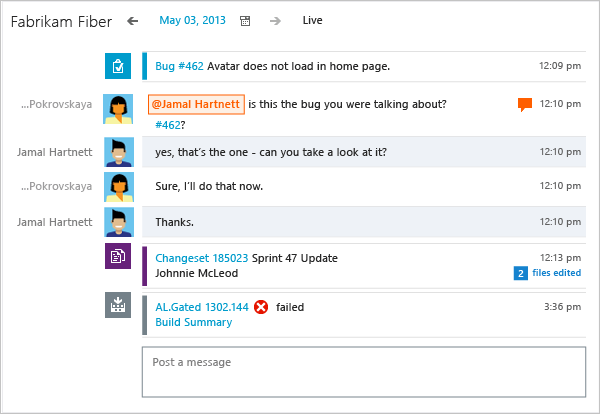 Fabrikam Fiber May 03, 2013 Live
Bug #462 Avatar does not load in home page. 12:09 pm
...Pokrovskaya @Jamal Hartnett is this the bug you were talking about? 12:10 pm
#462?
Jamal Hartnett yes, that's the one - can you take a look at it? 12:10 pm
...Pokrovskaya Sure, I'll do that now. 12:10 pm
Jamal Hartnett Thanks. 12:10 pm
Changeset 185023 Sprint 47 Update 12:13 pm
Johnnie McLeod 2 files edited
AL.Gated 1302.144 failed 3:36 pm
Build Summary
Post a message